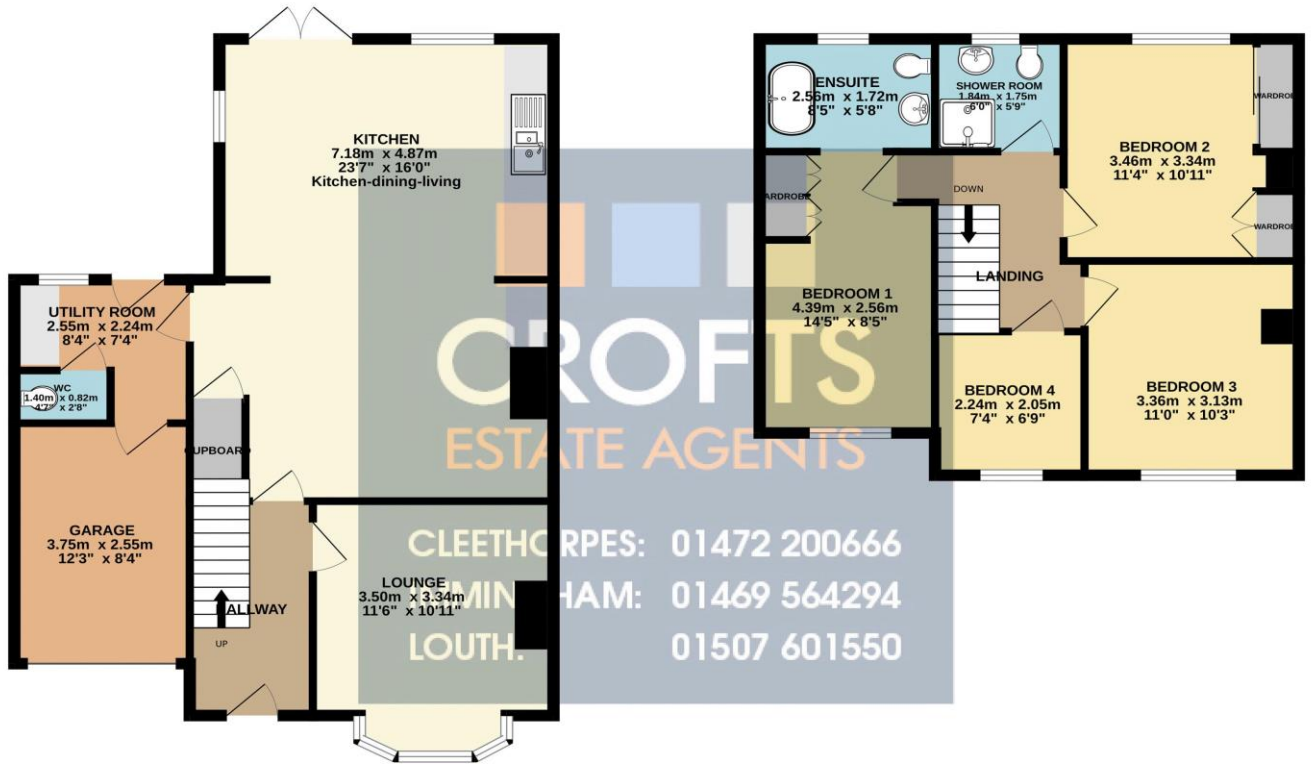 KITCHEN
7.18m x 4.87m
23'7" x 16'0"
Kitchen-dining-living
UTILITY ROOM
2.55m x 2.24m
8'4" x 7'4"
WC
1.40m x 0.82m
4'7" x 2'8"
CUPBOARD
GARAGE
3.75m x 2.55m
12'3" x 8'4"
HALLWAY
UP
LOUNGE
3.50m x 3.34m
11'6" x 10'11"
ENSUITE
2.56m x 1.72m
8'5" x 5'8"
SHOWER ROOM
1.84m x 1.75m
6'0" x 5'9"
WARDROBE
BEDROOM 2
3.46m x 3.34m
11'4" x 10'11"
WARDROBE
WARDROBE
DOWN
LANDING
BEDROOM 1
4.39m x 2.56m
14'5" x 8'5"
BEDROOM 4
2.24m x 2.05m
7'4" x 6'9"
BEDROOM 3
3.36m x 3.13m
11'0" x 10'3"
CROFTS
ESTATE AGENTS
CLEETHORPES: 01472 200666
IMMINGHAM: 01469 564294
LOUTH: 01507 601550